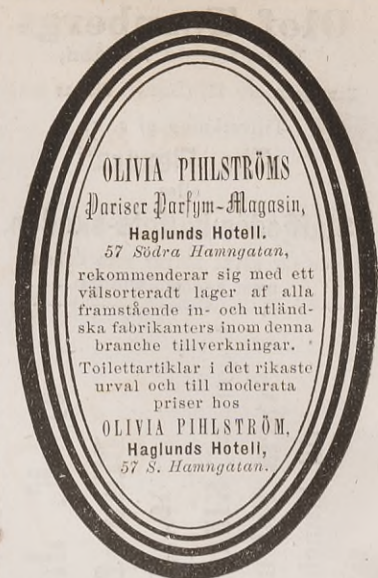 OLIVIA PIHLSTRÖMS
Pariser Parfym-Magasin,
Haglunds Hotell.
57 Södra Hamngatan,
rekommenderar sig med ett
välsorteradt lager af alla
framstående in- och utländ-
ska fabrikanters inom denna
branche tillverkningar.
Toilettartiklar i det rikaste
urval och till moderata
priser hos
OLIVIA PIHLSTRÖM,
Haglunds Hotell,
57 S. Hamngatan.